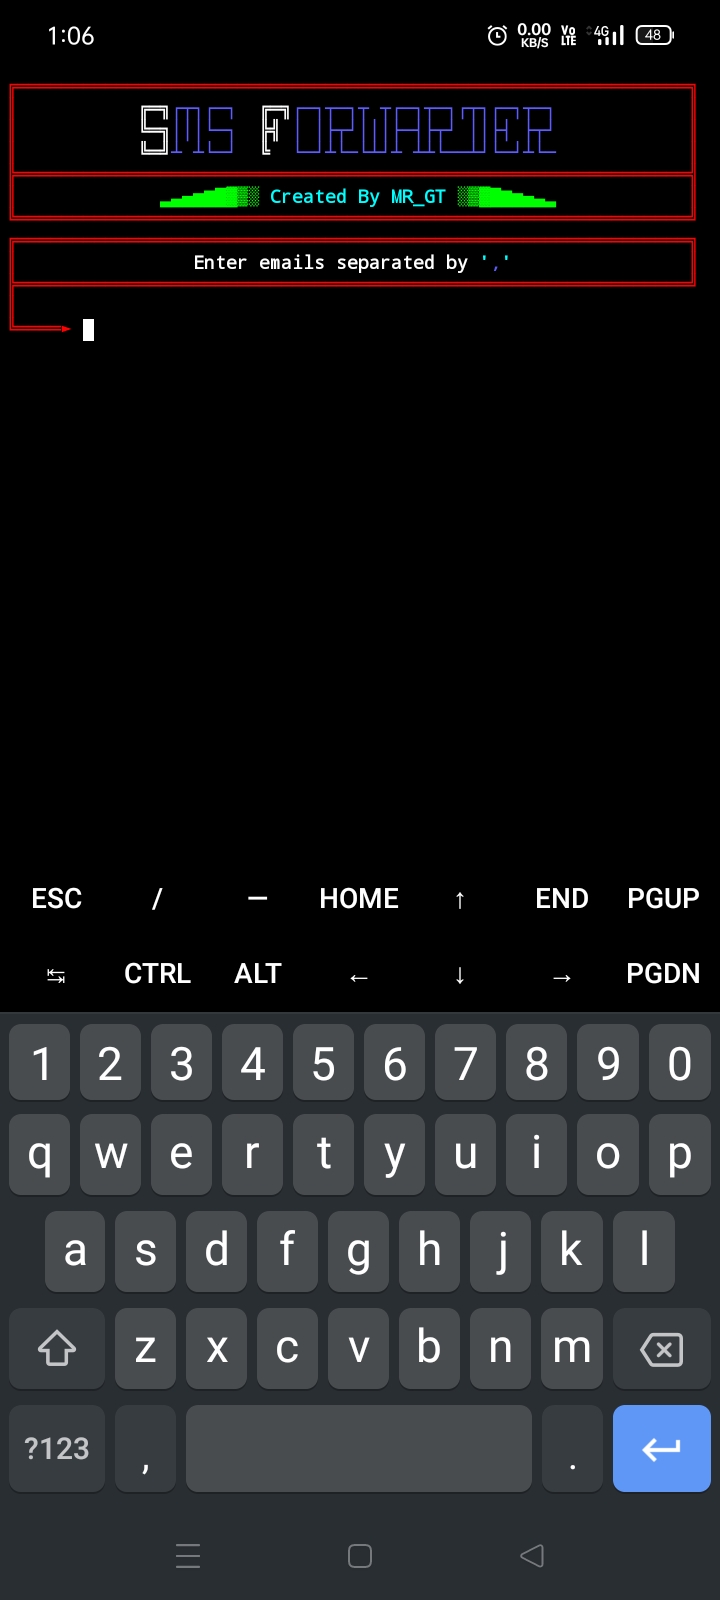 1:06
0.00 KB/S Vo LTE 4G 48
SMS FORWARTER
Created By MR_GT
Enter emails separated by ','
ESC / — HOME ↑ END PGUP
↹ CTRL ALT ← ↓ → PGDN
1 2 3 4 5 6 7 8 9 0
q w e r t y u i o p
a s d f g h j k l
z x c v b n m
?123 , .